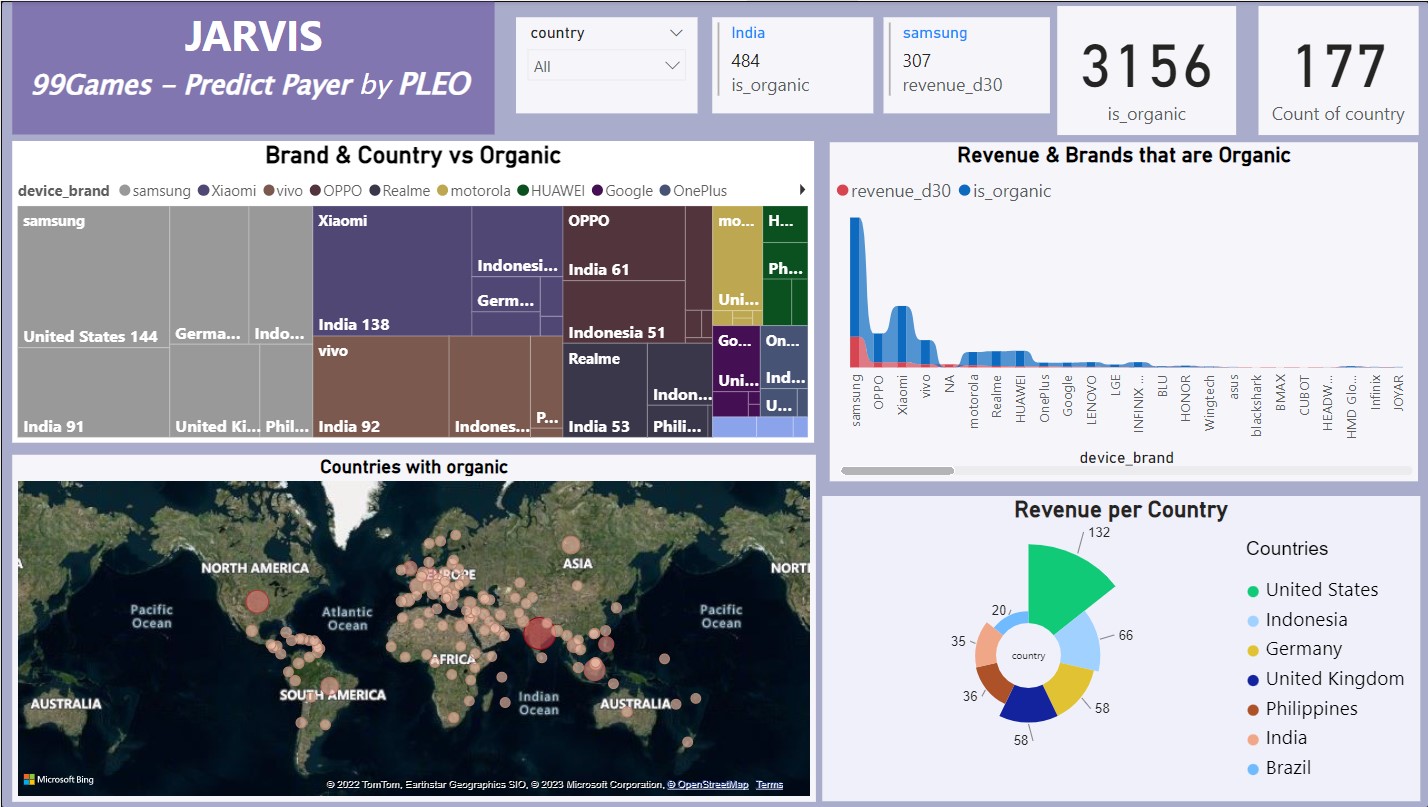 JARVIS
99Games – Predict Payer by PLEO
country
All
India
484
is_organic
samsung
307
revenue_d30
3156
is_organic
177
Count of country
Brand & Country vs Organic
device_brand samsung Xiaomi vivo OPPO Realme motorola HUAWEI Google OnePlus
samsung
United States 144
Germa...
Indo...
India 91
United Ki...
Phil...
Xiaomi
India 138
Indonesi...
Germ...
vivo
India 92
Indones...
P...
OPPO
India 61
Indonesia 51
Realme
India 53
Indon...
Phili...
mo...
Uni...
H...
Ph...
Go...
Uni...
On...
Ind...
U...
Revenue & Brands that are Organic
revenue_d30 is_organic
samsung
OPPO
Xiaomi
vivo
NA
motorola
Realme
HUAWEI
OnePlus
Google
LENOVO
LGE
INFINIX ...
BLU
HONOR
Wingtech
asus
blackshark
BMAX
CUBOT
HEADW...
HMD Glo...
Infinix
JOYAR
device_brand
Countries with organic
NORTH AMERICA
EUROPE
ASIA
NORTH
A
Pacific
Ocean
Atlantic
Ocean
Pacific
Ocean
AFRICA
SOUTH AMERICA
Indian
Ocean
AUSTRALIA
AUSTRALIA
Microsoft Bing
© 2022 TomTom, Earthstar Geographics SIO, © 2023 Microsoft Corporation, © OpenStreetMap Terms
Revenue per Country
132
66
58
58
36
35
20
country
Countries
United States
Indonesia
Germany
United Kingdom
Philippines
India
Brazil